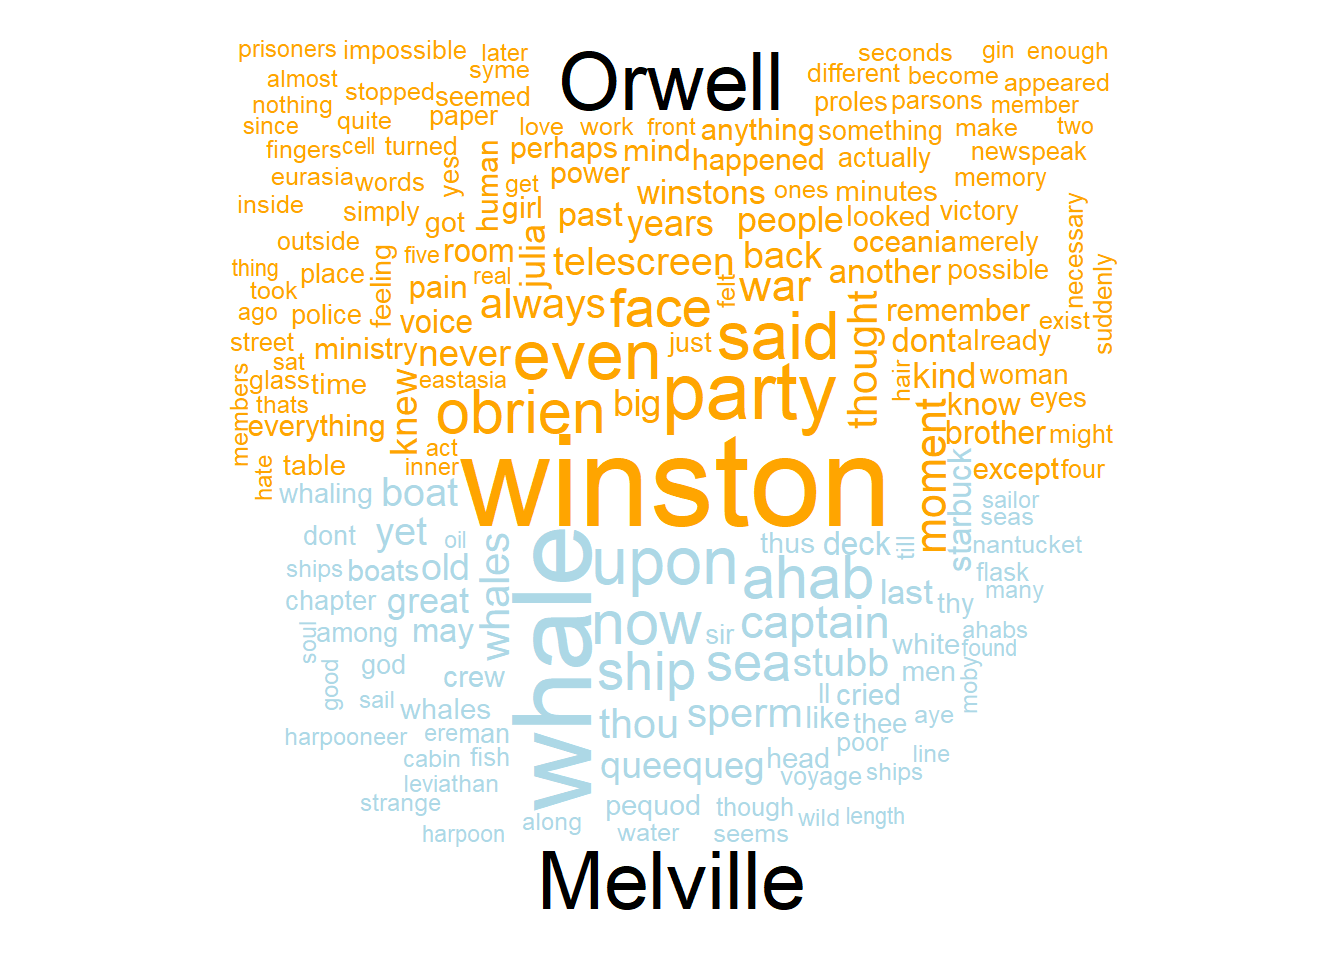 prisoners impossible later Orwell seconds gin enough
almost syme different become appeared
nothing stopped seemed proles parsons member
since quite paper love work front anything something make two
fingers cell turned yes human perhaps mind happened actually newspeak
eurasia words get power winstons ones minutes memory
inside simply got girl past years people looked victory necessary
outside five room julia telescreen back oceania merely suddenly
thing took place feeling real pain always face felt war another possible
ago police voice even said thought remember exist
street sat ministry never just dont already
members glass time knew eastasia obrien big party hair kind woman
thats know eyes
everything act moment brother might
hate table inner winston except four
whaling boat starbuck sailor
seas
dont yet oil whale upon thus deck till nantucket
ships boats old whales ahab flask
chapter great last thy many
soul among may now sir captain white ahabs
found
good god crew ship sea stubb men moby
sail whales thou sperm ll cried
like thee aye
harpooneer ere man poor
cabin fish queequeg head line
leviathan voyage ships
strange pequod though wild length
harpoon along water seems
Melville